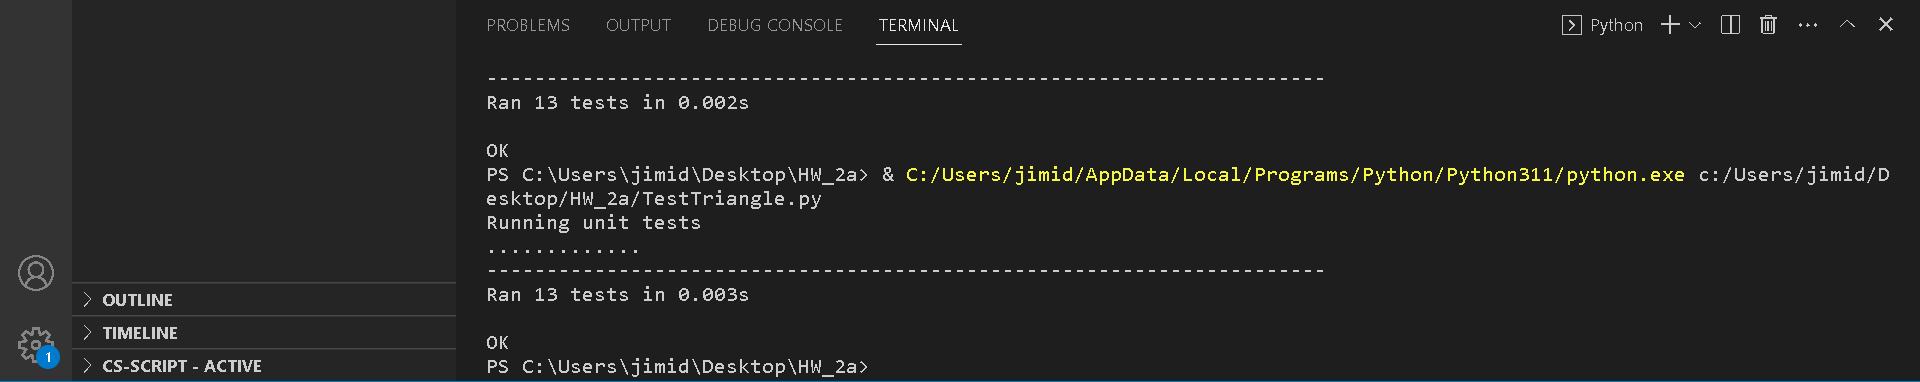 PROBLEMS OUTPUT DEBUG CONSOLE TERMINAL Python
----------------------------------------------------------------------
Ran 13 tests in 0.002s
OK
PS C:\Users\jimid\Desktop\HW_2a> & C:/Users/jimid/AppData/Local/Programs/Python/Python311/python.exe c:/Users/jimid/D
esktop/HW_2a/TestTriangle.py
Running unit tests
.............
----------------------------------------------------------------------
Ran 13 tests in 0.003s
OK
PS C:\Users\jimid\Desktop\HW_2a>
OUTLINE
TIMELINE
CS-SCRIPT - ACTIVE
1